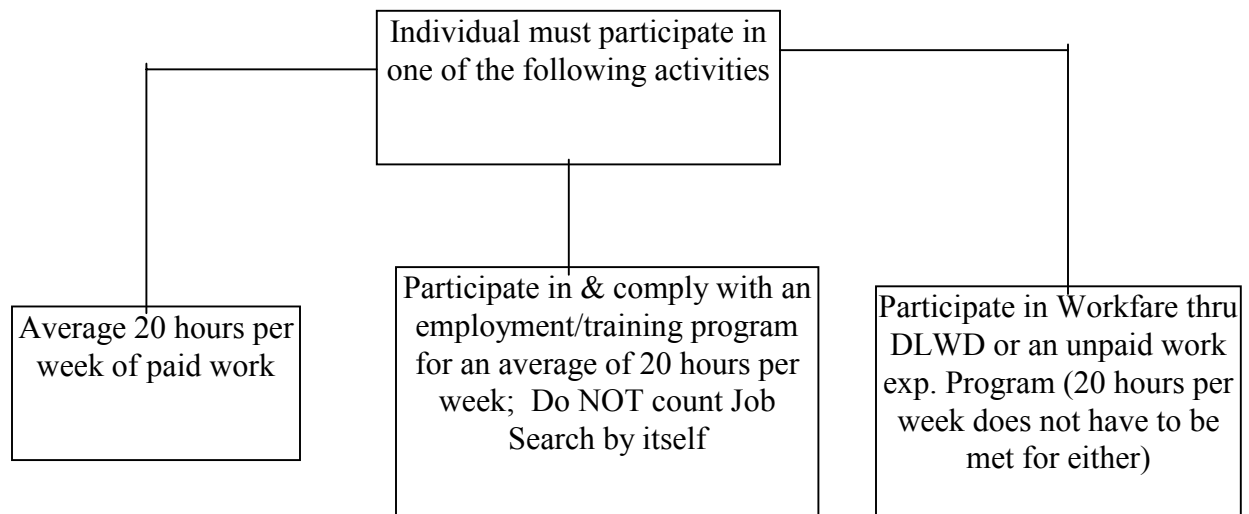 Individual must participate in
one of the following activities
Average 20 hours per
week of paid work
Participate in & comply with an
employment/training program
for an average of 20 hours per
week; Do NOT count Job
Search by itself
Participate in Workfare thru
DLWD or an unpaid work
exp. Program (20 hours per
week does not have to be
met for either)